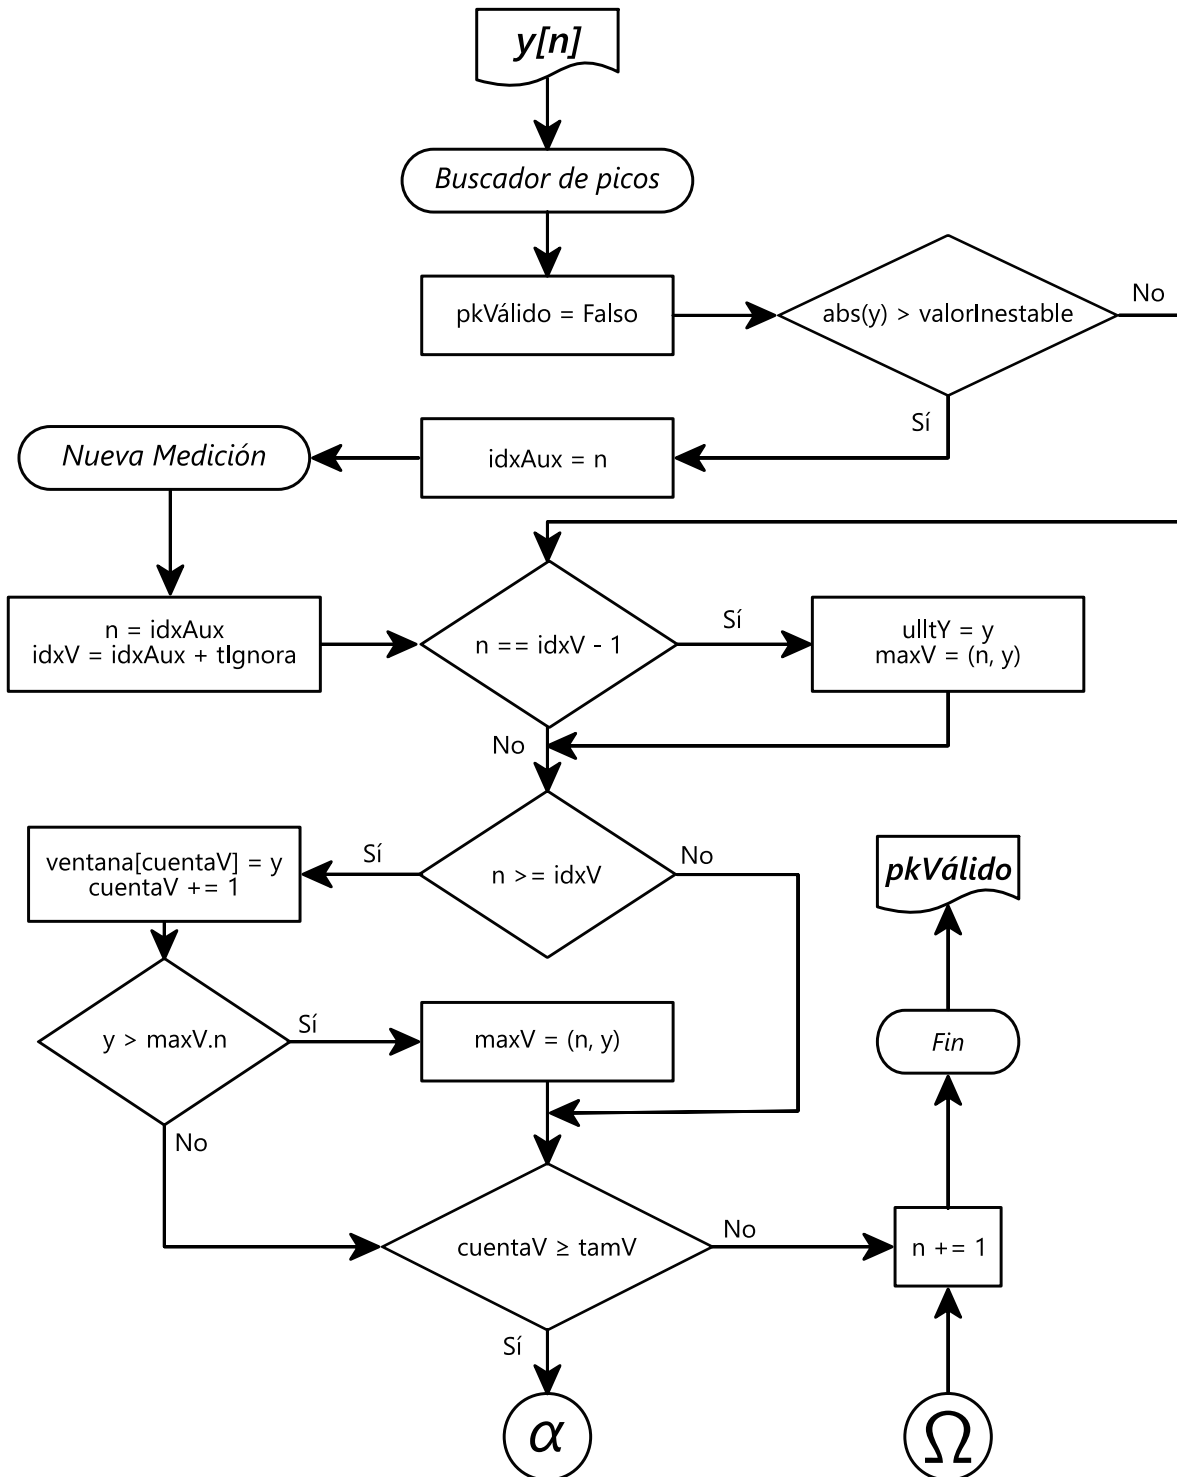 y[n]
Buscador de picos
pkVálido = Falso
abs(y) > valorInestable
No
Sí
idxAux = n
Nueva Medición
n = idxAux
idxV = idxAux + tIgnora
n == idxV - 1
Sí
ulltY = y
maxV = (n, y)
No
n >= idxV
Sí
No
ventana[cuentaV] = y
cuentaV += 1
pkVálido
y > maxV.n
Sí
maxV = (n, y)
Fin
No
cuentaV ≥ tamV
No
n += 1
Sí
α
Ω